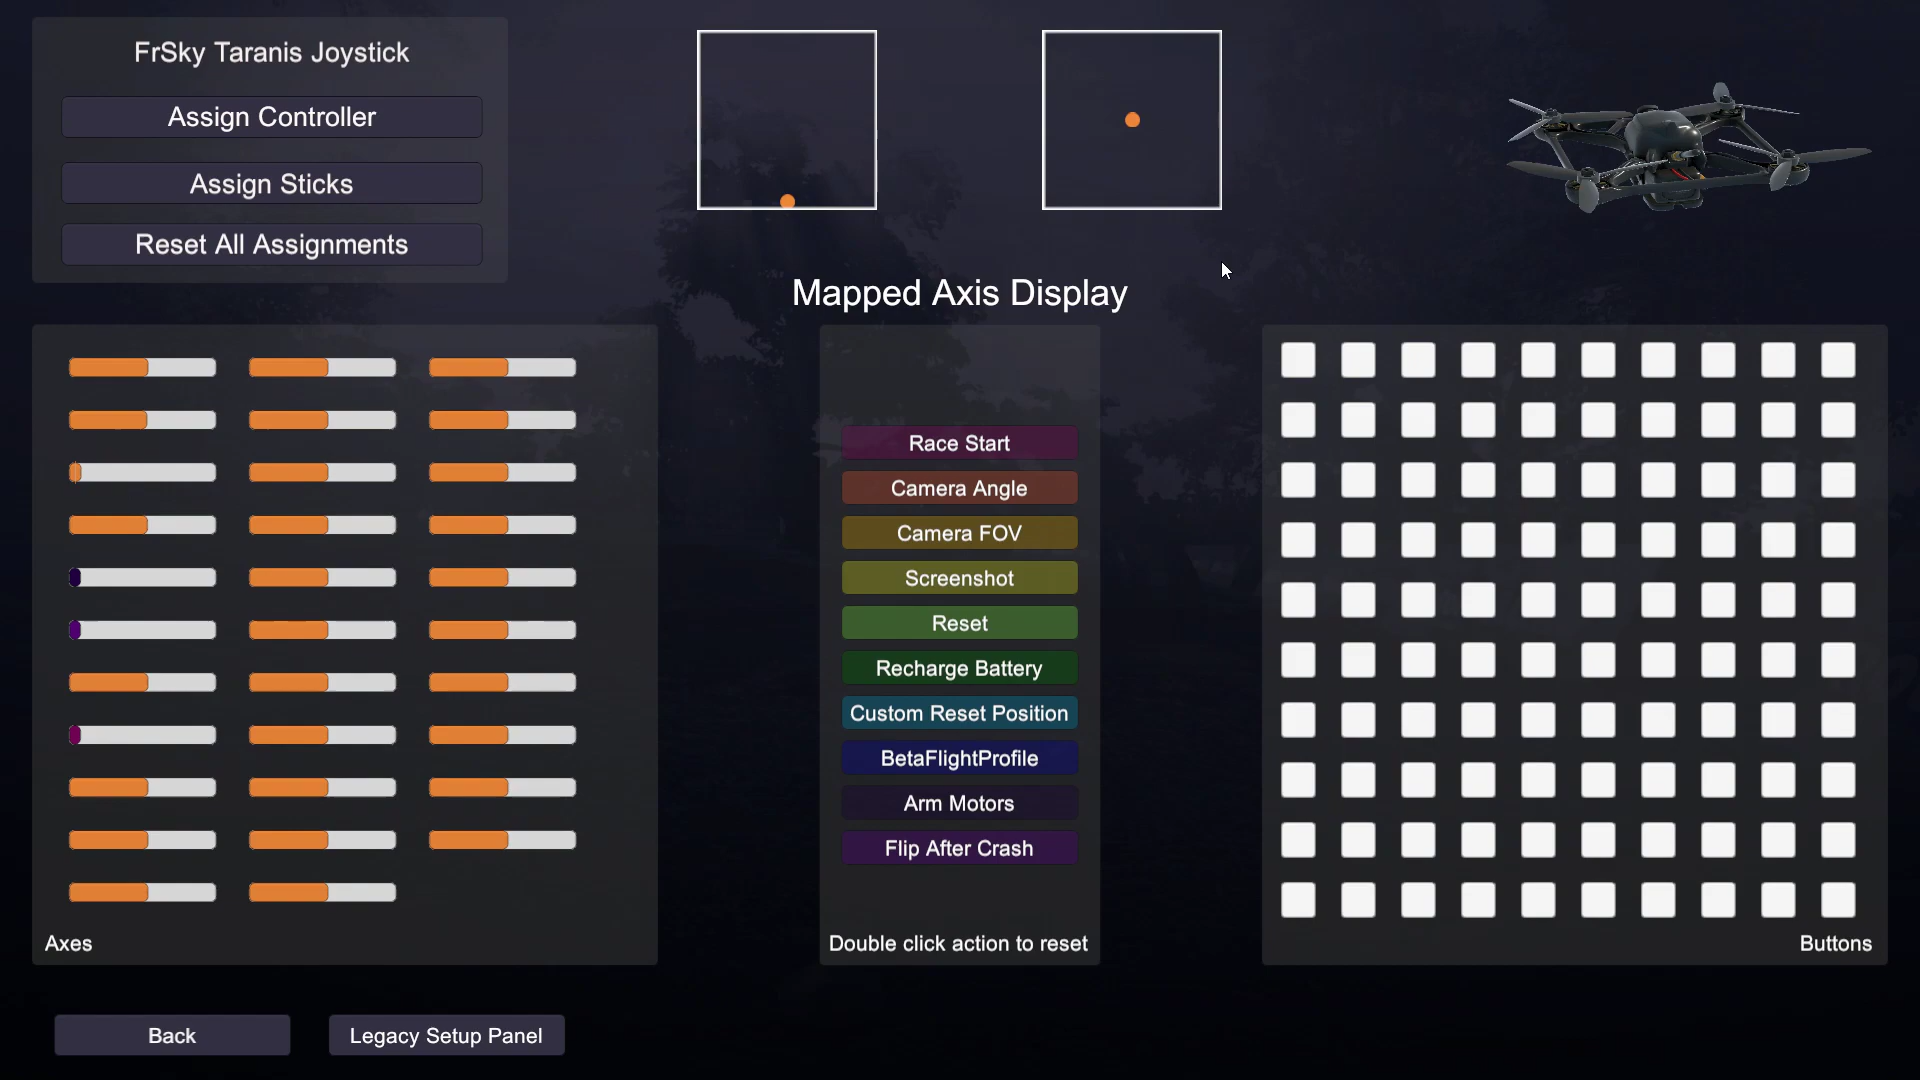 FrSky Taranis Joystick
Assign Controller
Assign Sticks
Reset All Assignments
Mapped Axis Display
Race Start
Camera Angle
Camera FOV
Screenshot
Reset
Recharge Battery
Custom Reset Position
BetaFlightProfile
Arm Motors
Flip After Crash
Axes
Double click action to reset
Buttons
Back
Legacy Setup Panel